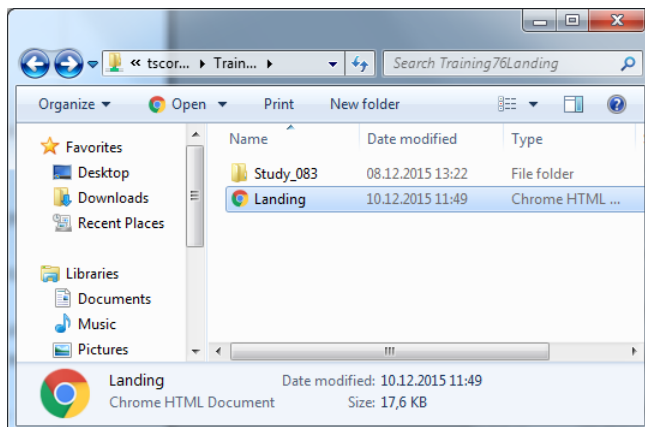 « tscor... Train... Search Training76Landing
Organize Open Print New folder
Name Date modified Type
Favorites
Desktop
Downloads
Recent Places
Libraries
Documents
Music
Pictures
Study_083 08.12.2015 13:22 File folder
Landing 10.12.2015 11:49 Chrome HTML ...
Landing Date modified: 10.12.2015 11:49
Chrome HTML Document Size: 17,6 KB